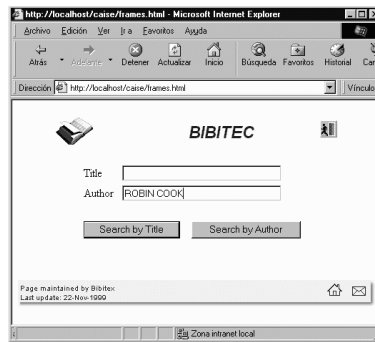 http://localhost/caise/frames.html - Microsoft Internet Explorer
Archivo Edición Ver Ir a Favoritos Ayuda
Atrás Adelante Detener Actualizar Inicio Búsqueda Favoritos Historial Can
Dirección http://localhost/caise/frames.html Vínculo
BIBITEC
Title
Author ROBIN COOK
Search by Title Search by Author
Page maintained by Bibitex
Last update: 22-Nov-1999
Zona intranet local